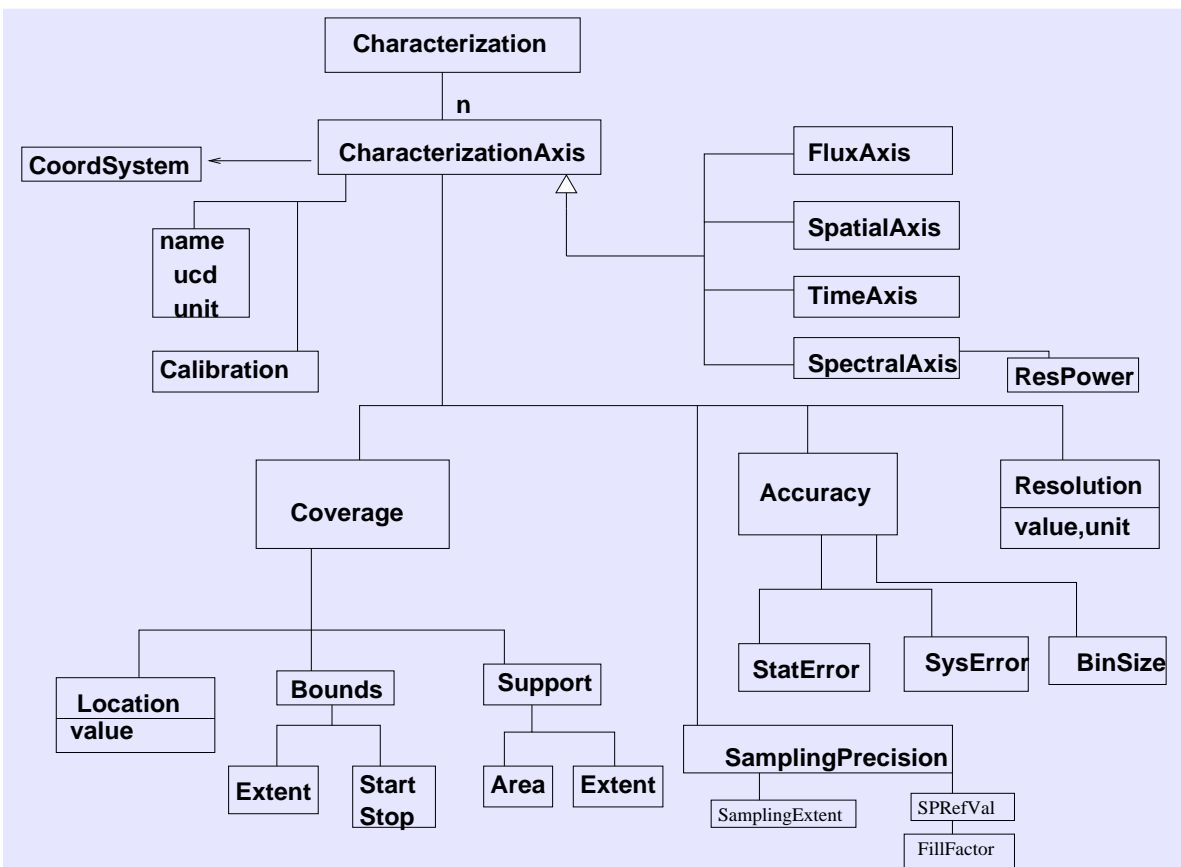 Characterization
n
CharacterizationAxis
CoordSystem
name
ucd
unit
Calibration
FluxAxis
SpatialAxis
TimeAxis
SpectralAxis
ResPower
Coverage
Accuracy
Resolution
value,unit
StatError
SysError
BinSize
Location
value
Bounds
Support
Extent
Start
Stop
Area
Extent
SamplingPrecision
SamplingExtent
SPRefVal
FillFactor